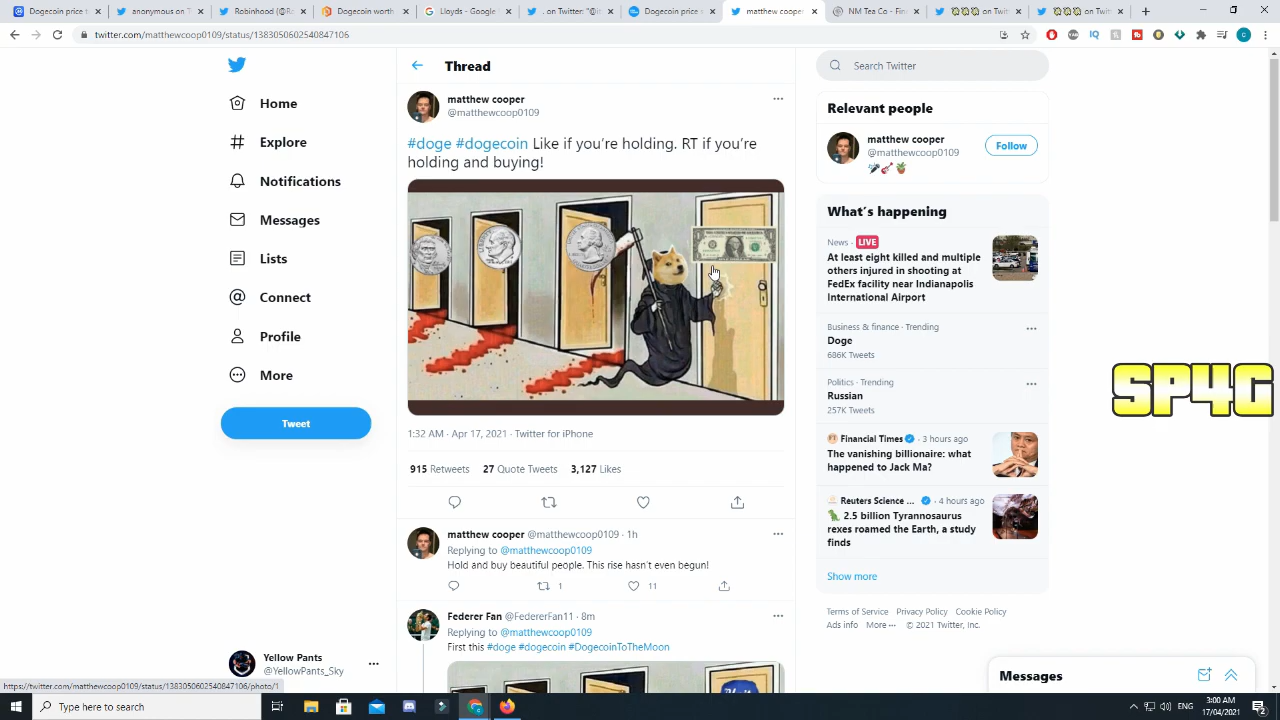 Dogecoin price
anonymous on T
Robinhood (@R
Dogecoin worth
Lloyds - Google
. on Twitter: "@
Dogecoin price
matthew cooper
NM Tea Co - Fin
on Twi
on Twi
twitter.com/matthewcoop0109/status/1383050602540847106
Home
Explore
Notifications
Messages
Lists
Connect
Profile
More
Tweet
Yellow Pants
@YellowPants_Sky
Thread
matthew cooper
@matthewcoop0109
#doge #dogecoin Like if you're holding. RT if you're
holding and buying!
1:32 AM · Apr 17, 2021 · Twitter for iPhone
915 Retweets 27 Quote Tweets 3,127 Likes
matthew cooper @matthewcoop0109 · 1h
Replying to @matthewcoop0109
Hold and buy beautiful people. This rise hasn't even begun!
1 11
Federer Fan @FedererFan11 · 8m
Replying to @matthewcoop0109
First this #doge #dogecoin #DogecoinToTheMoon
Search Twitter
Relevant people
matthew cooper
@matthewcoop0109
Follow
What's happening
News · LIVE
At least eight killed and multiple
others injured in shooting at
FedEx facility near Indianapolis
International Airport
Business & finance · Trending
Doge
686K Tweets
Politics · Trending
Russian
257K Tweets
Financial Times · 3 hours ago
The vanishing billionaire: what
happened to Jack Ma?
Reuters Science ... · 4 hours ago
2.5 billion Tyrannosaurus
rexes roamed the Earth, a study
finds
Show more
Terms of Service Privacy Policy Cookie Policy
Ads info More ··· © 2021 Twitter, Inc.
SP4G
Messages
https://twitter.com/matthewcoop0109/status/1383050602540847106/photo/1
Type here to search
ENG
3:00 AM
17/04/2021